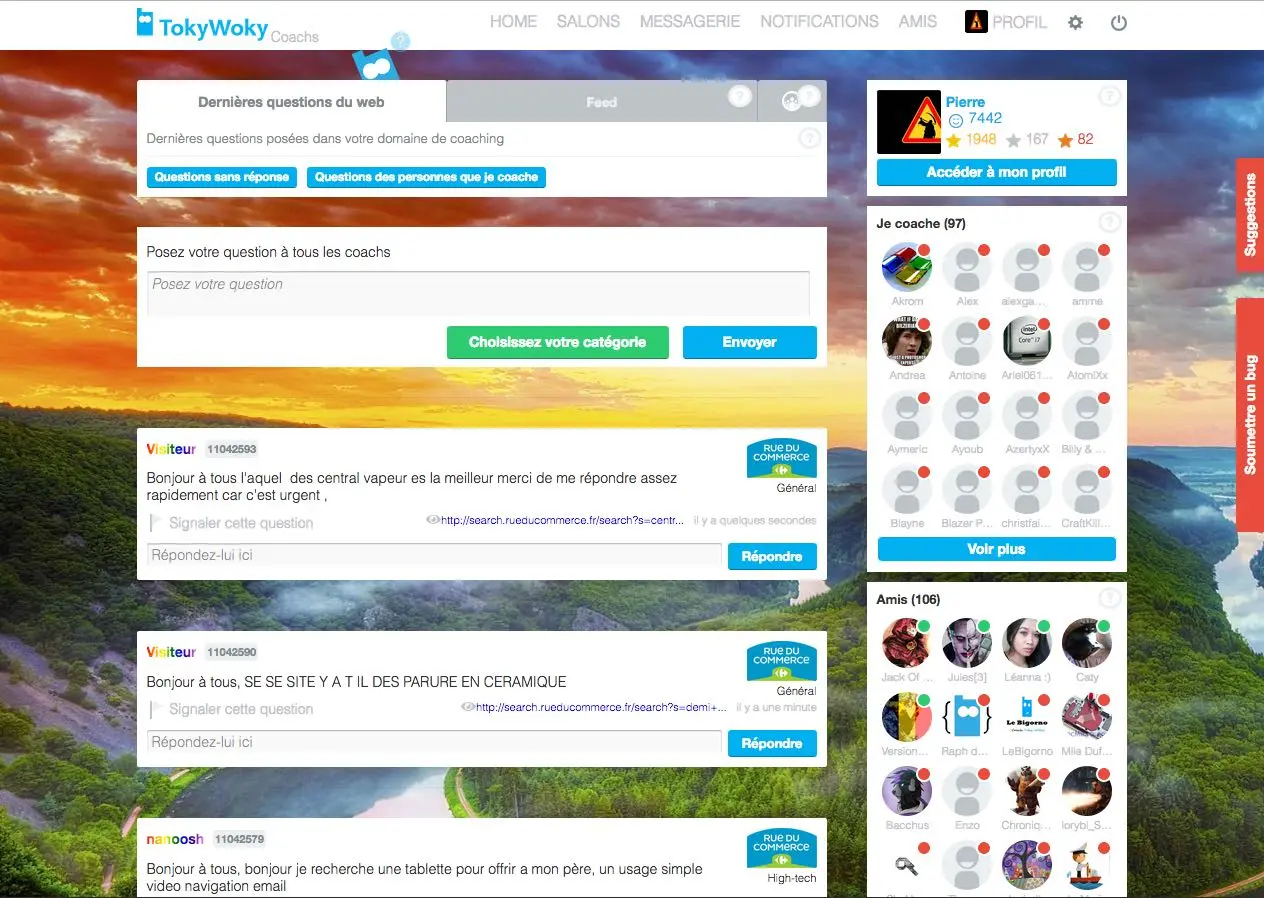 TokyWoky Coachs
HOME SALONS MESSAGERIE NOTIFICATIONS AMIS PROFIL
?
Dernières questions du web
Feed
?
?
Dernières questions posées dans votre domaine de coaching
?
Questions sans réponse
Questions des personnes que je coache
Posez votre question à tous les coachs
Posez votre question
Choisissez votre catégorie
Envoyer
Visiteur 11042593
RUE DU
COMMERCE
Général
Bonjour à tous l'aquel des central vapeur es la meilleur merci de me répondre assez
rapidement car c'est urgent ,
Signaler cette question
http://search.rueducommerce.fr/search?s=centr...
il y a quelques secondes
Répondez-lui ici
Répondre
Visiteur 11042590
RUE DU
COMMERCE
Général
Bonjour à tous, SE SE SITE Y A T IL DES PARURE EN CERAMIQUE
Signaler cette question
http://search.rueducommerce.fr/search?s=demi+...
il y a une minute
Répondez-lui ici
Répondre
nanoosh 11042579
RUE DU
COMMERCE
High-tech
Bonjour à tous, bonjour je recherche une tablette pour offrir a mon père, un usage simple
video navigation email
Pierre
?
7442
1948 167 82
Accéder à mon profil
Je coache (97)
?
Akrom Alex alexga... amme
intel
Core i7
Andrea Antoine Ariel061... AtomiXx
Aymeric Ayoub AzertyxX Billy & ...
Blayne Blazer P... christfai... CraftKill...
Voir plus
Amis (106)
?
Jack Of ... Jules[3] Léanna :) Caty
Le Bigorno
Version... Raph d... LeBigorno Mile Duf...
Bacchus Enzo Chroniq... lorybi_S...
Suggestions
Soumettre un bug